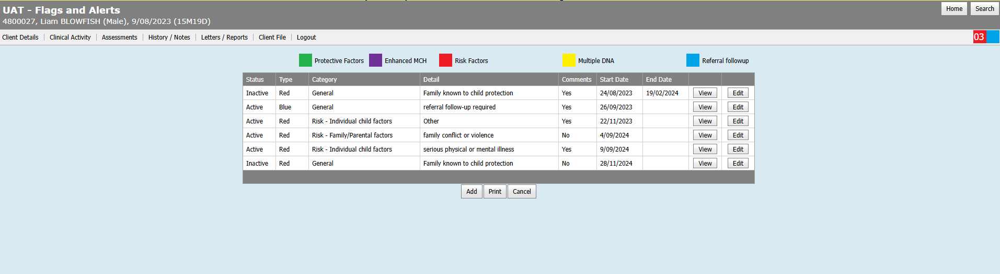 UAT - Flags and Alerts
Home Search
4800027, Liam BLOWFISH (Male), 9/08/2023 (15M19D)
Client Details Clinical Activity Assessments History / Notes Letters / Reports Client File Logout 03
Protective Factors Enhanced MCH Risk Factors Multiple DNA Referral followup
Status Type Category Detail Comments Start Date End Date
Inactive Red General Family known to child protection Yes 24/08/2023 19/02/2024 View Edit
Active Blue General referral follow-up required Yes 26/09/2023 View Edit
Active Red Risk - Individual child factors Other Yes 22/11/2023 View Edit
Active Red Risk - Family/Parental factors family conflict or violence No 4/09/2024 View Edit
Active Red Risk - Individual child factors serious physical or mental illness Yes 9/09/2024 View Edit
Inactive Red General Family known to child protection No 28/11/2024 View Edit
Add Print Cancel